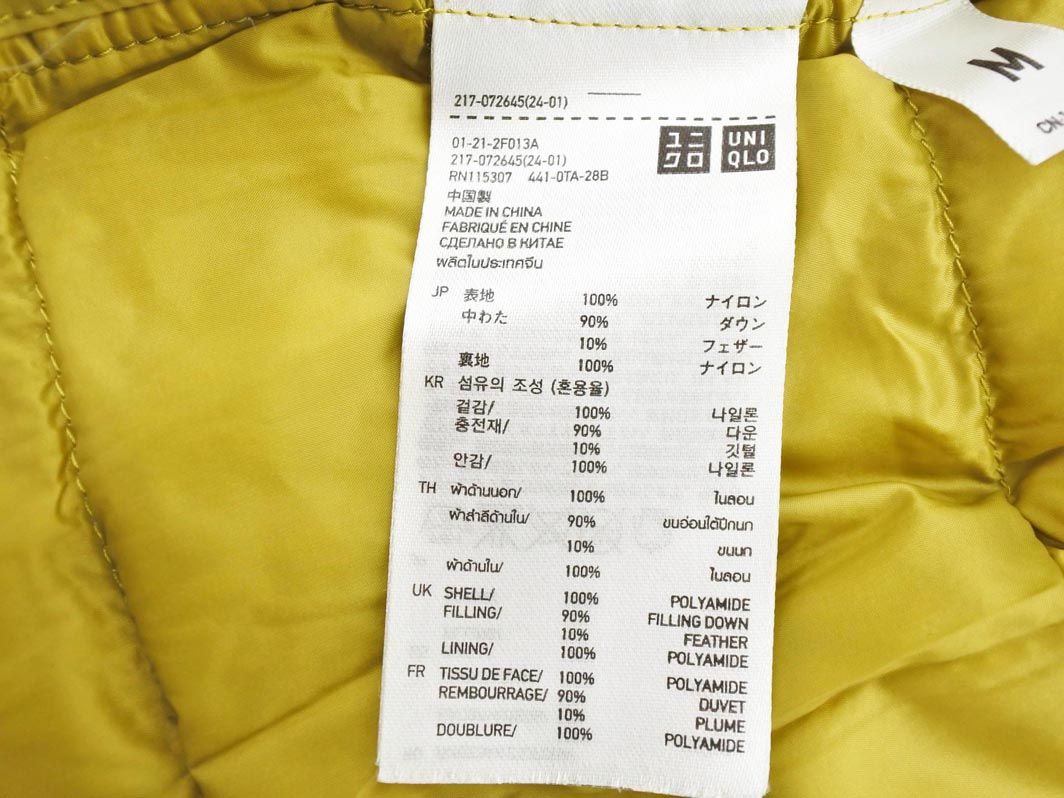 217-072645(24-01)
01-21-2F013A
217-072645(24-01)
RN115307 441-0TA-28B
ユニ
クロ
UNI
QLO
M
中国製
MADE IN CHINA
FABRIQUÉ EN CHINE
СДЕЛАНО В КИТАЕ
ผลิตในประเทศจีน
JP 表地 100% ナイロン
中わた 90% ダウン
10% フェザー
裏地 100% ナイロン
KR 섬유의 조성 (혼용율)
겉감/ 100% 나일론
충전재/ 90% 다운
10% 깃털
안감/ 100% 나일론
TH ผ้าด้านนอก/ 100% ไนลอน
ผ้าสำลีด้านใน/ 90% ขนอ่อนใต้ปีกนก
10% ขนนก
ผ้าด้านใน/ 100% ไนลอน
UK SHELL/ 100% POLYAMIDE
FILLING/ 90% FILLING DOWN
10% FEATHER
LINING/ 100% POLYAMIDE
FR TISSU DE FACE/ 100% POLYAMIDE
REMBOURRAGE/ 90% DUVET
10% PLUME
DOUBLURE/ 100% POLYAMIDE